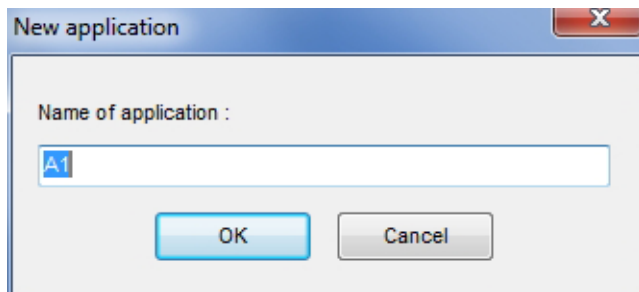 New application
Name of application :
A1
OK
Cancel